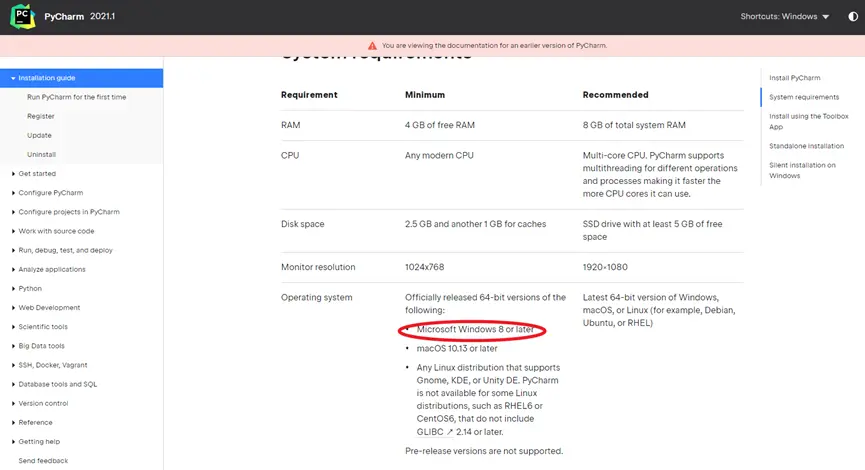 PC
PyCharm 2021.1
Shortcuts: Windows
You are viewing the documentation for an earlier version of PyCharm.
Installation guide
Run PyCharm for the first time
Register
Update
Uninstall
Get started
Configure PyCharm
Configure projects in PyCharm
Work with source code
Run, debug, test, and deploy
Analyze applications
Python
Web Development
Scientific tools
Big Data tools
SSH, Docker, Vagrant
Database tools and SQL
Version control
Reference
Getting help
Send feedback
System requirements
Requirement Minimum Recommended
RAM 4 GB of free RAM 8 GB of total system RAM
CPU Any modern CPU Multi-core CPU. PyCharm supports
multithreading for different operations
and processes making it faster the
more CPU cores it can use.
Disk space 2.5 GB and another 1 GB for caches SSD drive with at least 5 GB of free
space
Monitor resolution 1024x768 1920×1080
Operating system Officially released 64-bit versions of the Latest 64-bit version of Windows,
following: macOS, or Linux (for example, Debian,
• Microsoft Windows 8 or later Ubuntu, or RHEL)
• macOS 10.13 or later
• Any Linux distribution that supports
Gnome, KDE, or Unity DE. PyCharm
is not available for some Linux
distributions, such as RHEL6 or
CentOS6, that do not include
GLIBC ↗ 2.14 or later.
Pre-release versions are not supported.
Install PyCharm
System requirements
Install using the Toolbox
App
Standalone installation
Silent installation on
Windows